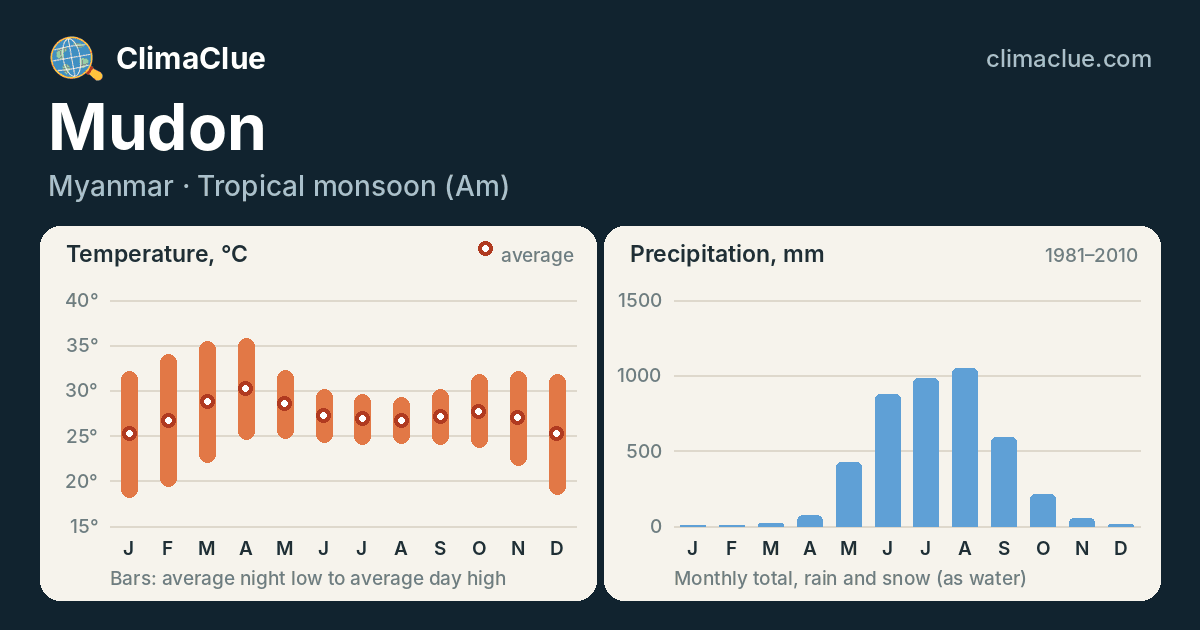 ClimaClue
climaclue.com
Mudon
Myanmar · Tropical monsoon (Am)
Temperature, °C
average
40°
35°
30°
25°
20°
15°
J F M A M J J A S O N D
Bars: average night low to average day high
Precipitation, mm
1981–2010
1500
1000
500
0
J F M A M J J A S O N D
Monthly total, rain and snow (as water)